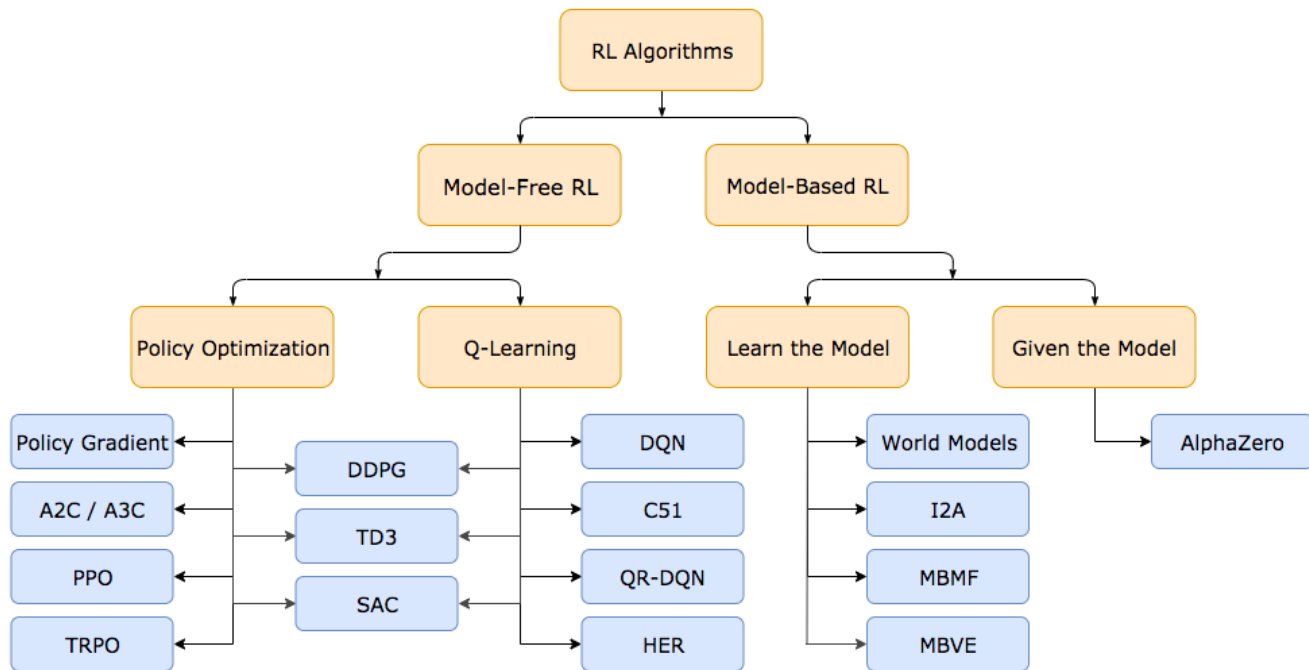 RL Algorithms
Model-Free RL
Model-Based RL
Policy Optimization
Q-Learning
Learn the Model
Given the Model
Policy Gradient
DQN
World Models
AlphaZero
DDPG
A2C / A3C
C51
I2A
TD3
PPO
QR-DQN
MBMF
SAC
TRPO
HER
MBVE